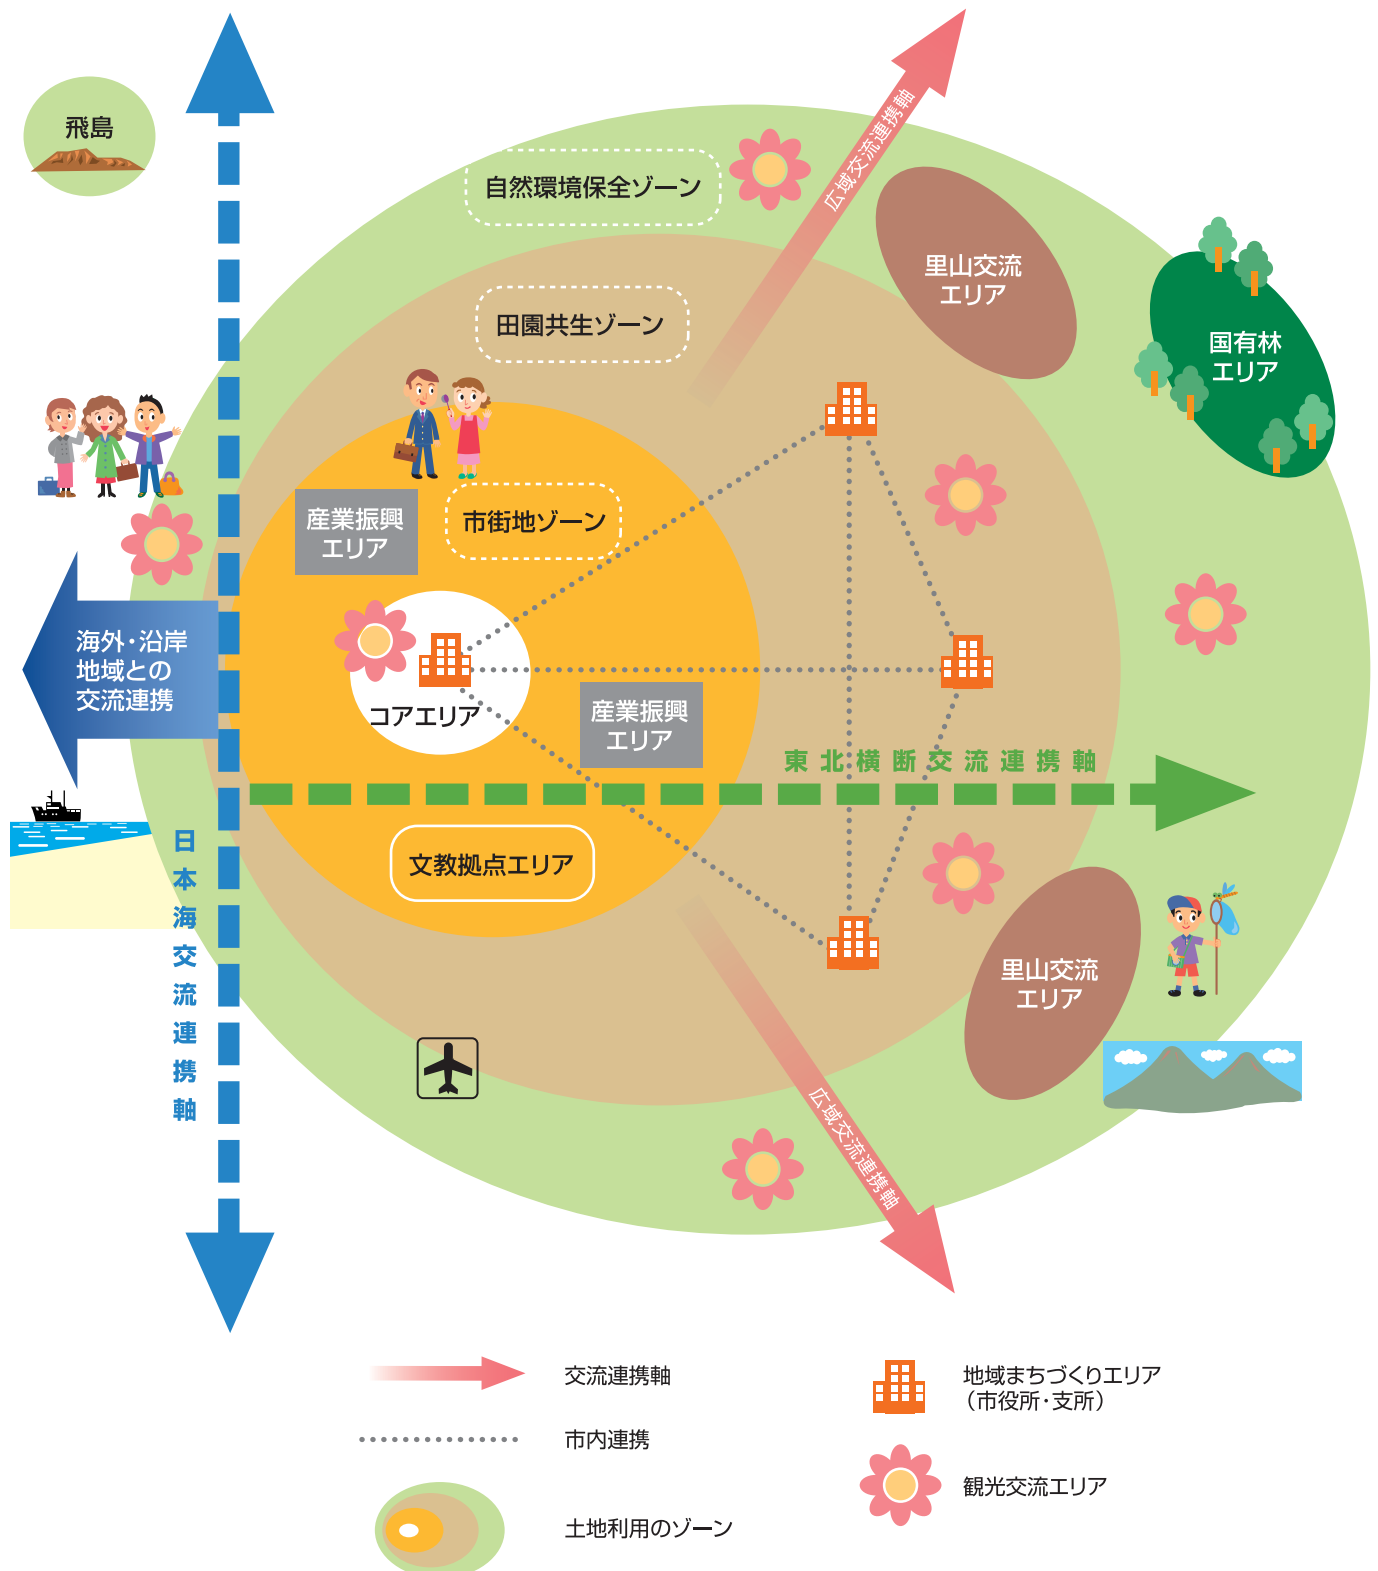 飛島
自然環境保全ゾーン
広域交流連携軸
里山交流
エリア
田園共生ゾーン
国有林
エリア
産業振興
エリア
市街地ゾーン
海外・沿岸
地域との
交流連携
コアエリア
産業振興
エリア
東北横断交流連携軸
日本海交流連携軸
文教拠点エリア
里山交流
エリア
広域交流連携軸
交流連携軸
市内連携
土地利用のゾーン
地域まちづくりエリア
（市役所・支所）
観光交流エリア